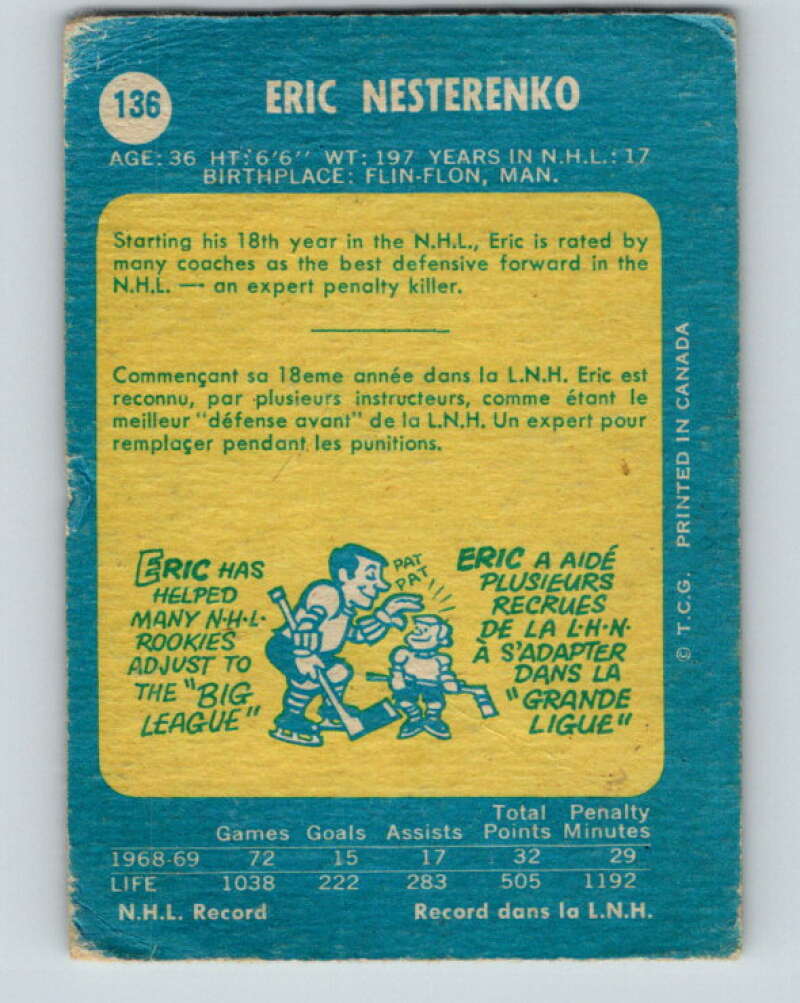 136
ERIC NESTERENKO
AGE: 36 HT: 6'6'' WT: 197 YEARS IN N.H.L.: 17
BIRTHPLACE: FLIN-FLON, MAN.
Starting his 18th year in the N.H.L., Eric is rated by
many coaches as the best defensive forward in the
N.H.L. — an expert penalty killer.
Commençant sa 18eme année dans la L.N.H. Eric est
reconnu, par plusieurs instructeurs, comme étant le
meilleur "défense avant" de la L.N.H. Un expert pour
remplaçer pendant les punitions.
ERIC HAS
HELPED
MANY N·H·L·
ROOKIES
ADJUST TO
THE "BIG
LEAGUE"
PAT
PAT
ERIC A AIDÉ
PLUSIEURS
RECRUES
DE LA L·H·N·
À S'ADAPTER
DANS LA
"GRANDE
LIGUE"
© T.C.G. PRINTED IN CANADA
Total Penalty
Games Goals Assists Points Minutes
1968-69 72 15 17 32 29
LIFE 1038 222 283 505 1192
N.H.L. Record Record dans la L.N.H.